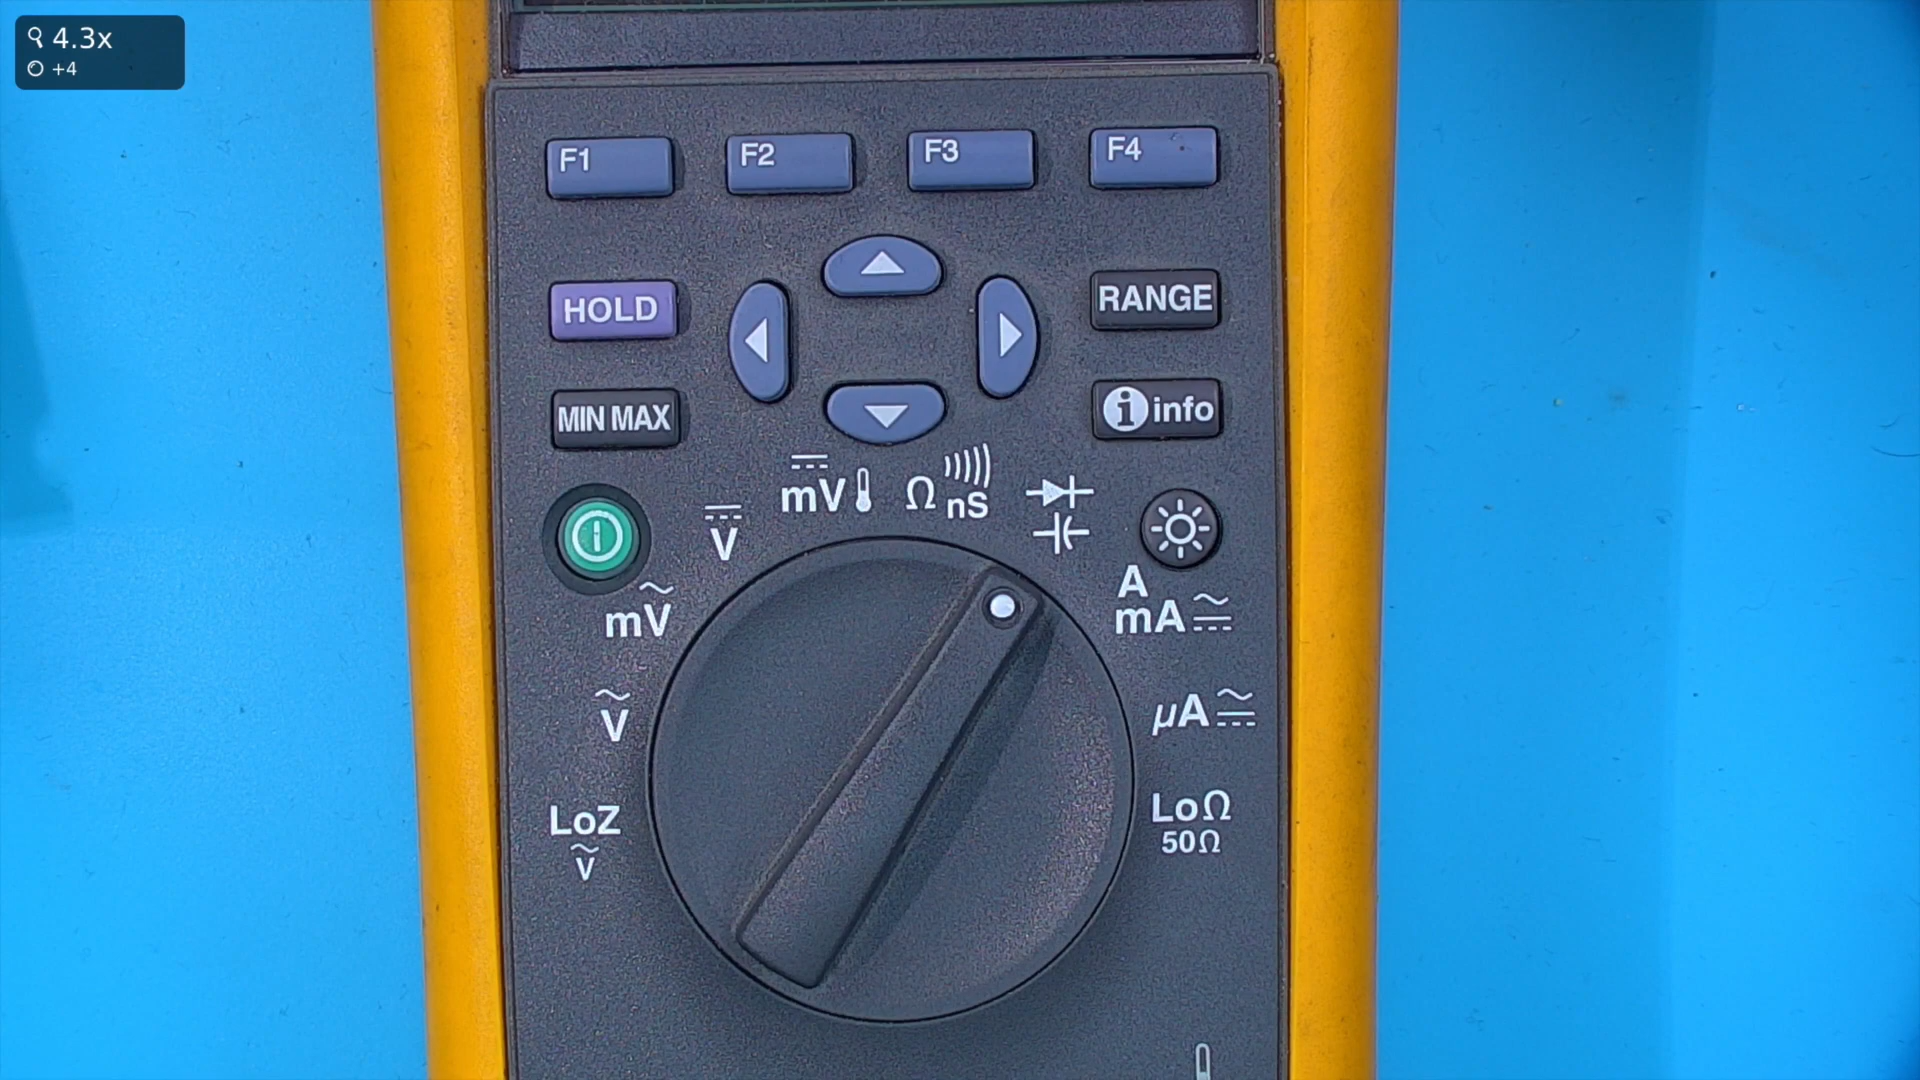 4.3x
+4
F1 F2 F3 F4
HOLD
RANGE
MIN MAX
info
mV
Ω
nS
V
mV
A
mA
V
µA
LoZ
V
LoΩ
50Ω